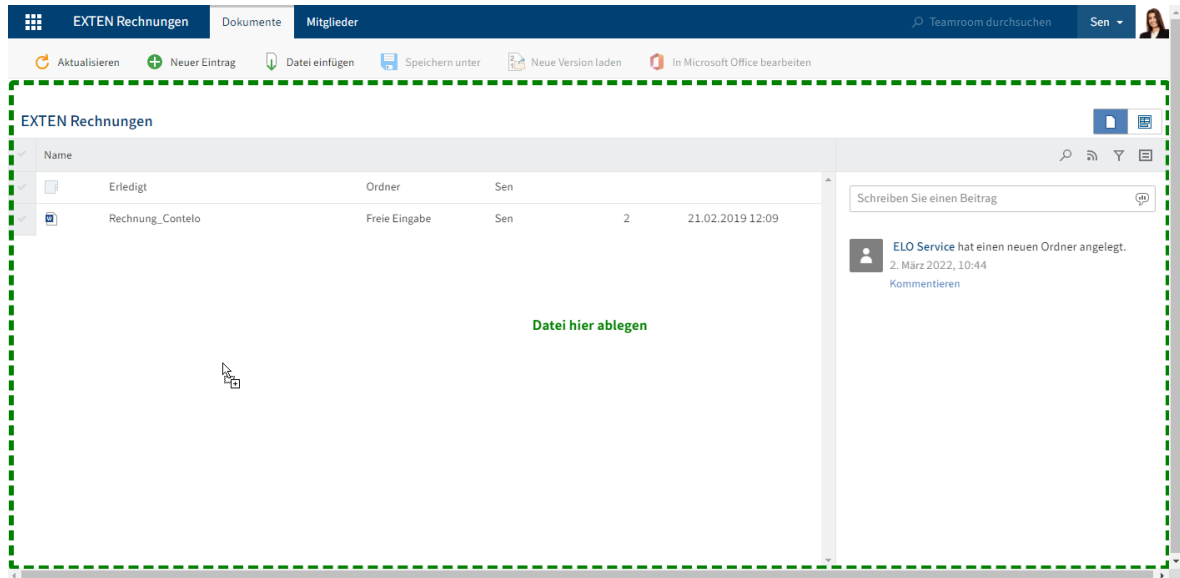 EXTEN Rechnungen Dokumente Mitglieder Teamroom durchsuchen Sen
Aktualisieren Neuer Eintrag Datei einfügen Speichern unter Neue Version laden In Microsoft Office bearbeiten
EXTEN Rechnungen
Name
Erledigt Ordner Sen
Rechnung_Contelo Freie Eingabe Sen 2 21.02.2019 12:09
Datei hier ablegen
Schreiben Sie einen Beitrag
ELO Service hat einen neuen Ordner angelegt.
2. März 2022, 10:44
Kommentieren